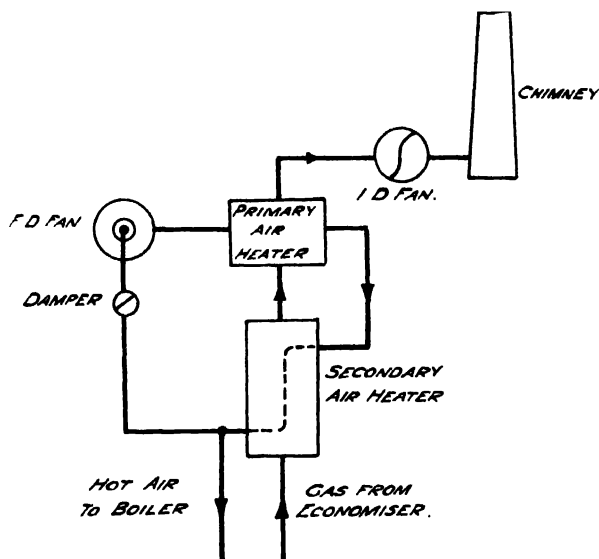 CHIMNEY
I D FAN.
F D FAN
PRIMARY
AIR
HEATER
DAMPER
SECONDARY
AIR HEATER
HOT AIR
TO BOILER
GAS FROM
ECONOMISER.